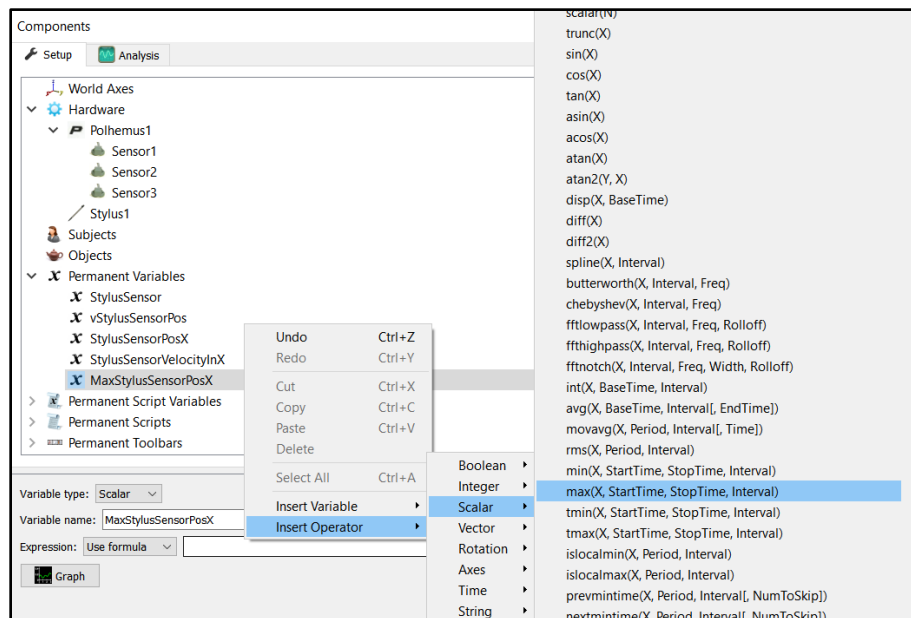 Components
Setup
Analysis
World Axes
Hardware
Polhemus1
Sensor1
Sensor2
Sensor3
Stylus1
Subjects
Objects
Permanent Variables
StylusSensor
vStylusSensorPos
StylusSensorPosX
StylusSensorVelocityInX
MaxStylusSensorPosX
Permanent Script Variables
Permanent Scripts
Permanent Toolbars
Variable type: Scalar
Variable name: MaxStylusSensorPosX
Expression: Use formula
Graph
Undo Ctrl+Z
Redo Ctrl+Y
Cut Ctrl+X
Copy Ctrl+C
Paste Ctrl+V
Delete
Select All Ctrl+A
Insert Variable
Insert Operator
Boolean
Integer
Scalar
Vector
Rotation
Axes
Time
String
scalar(N)
trunc(X)
sin(X)
cos(X)
tan(X)
asin(X)
acos(X)
atan(X)
atan2(Y, X)
disp(X, BaseTime)
diff(X)
diff2(X)
spline(X, Interval)
butterworth(X, Interval, Freq)
chebyshev(X, Interval, Freq)
fftlowpass(X, Interval, Freq, Rolloff)
ffthighpass(X, Interval, Freq, Rolloff)
fftnotch(X, Interval, Freq, Width, Rolloff)
int(X, BaseTime, Interval)
avg(X, BaseTime, Interval[, EndTime])
movavg(X, Period, Interval[, Time])
rms(X, Period, Interval)
min(X, StartTime, StopTime, Interval)
max(X, StartTime, StopTime, Interval)
tmin(X, StartTime, StopTime, Interval)
tmax(X, StartTime, StopTime, Interval)
islocalmin(X, Period, Interval)
islocalmax(X, Period, Interval)
prevmintime(X, Period, Interval[, NumToSkip])
nextmintime(X, Period, Interval[, NumToSkip])